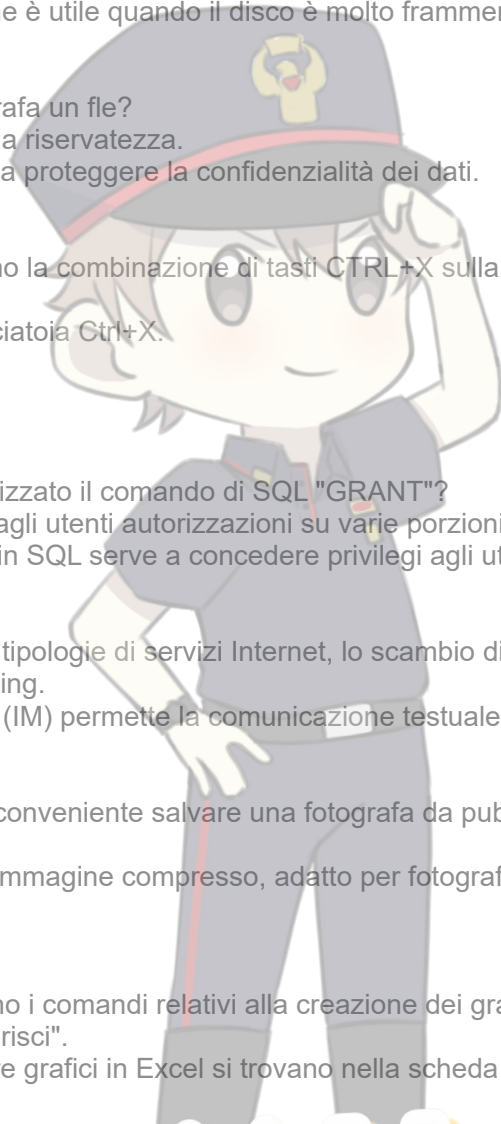 e è utile quando il disco è molto framme
afa un fle?
a riservatezza.
a proteggere la confidenzialità dei dati.
no la combinazione di tasti CTRL+X sulla
ciatoia Ctrl+X.
izzato il comando di SQL "GRANT"?
agli utenti autorizzazioni su varie porzioni
in SQL serve a concedere privilegi agli ut
tipologie di servizi Internet, lo scambio di
ing.
(IM) permette la comunicazione testuale
conveniente salvare una fotografa da pub
mmagine compresso, adatto per fotograf
no i comandi relativi alla creazione dei gra
risci".
e grafici in Excel si trovano nella scheda